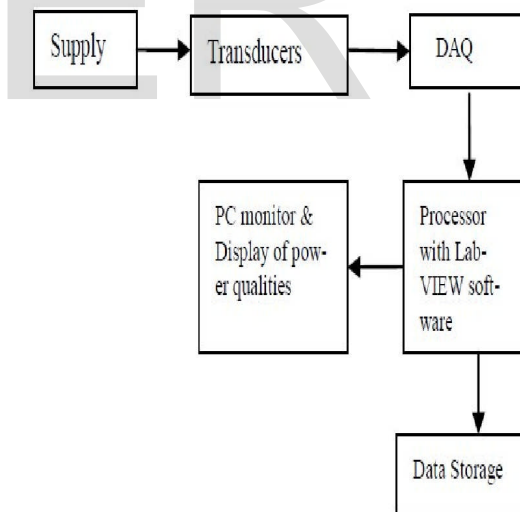 Supply
Transducers
DAQ
PC monitor &
Display of pow-
er qualities
Processor
with Lab-
VIEW soft-
ware
Data Storage